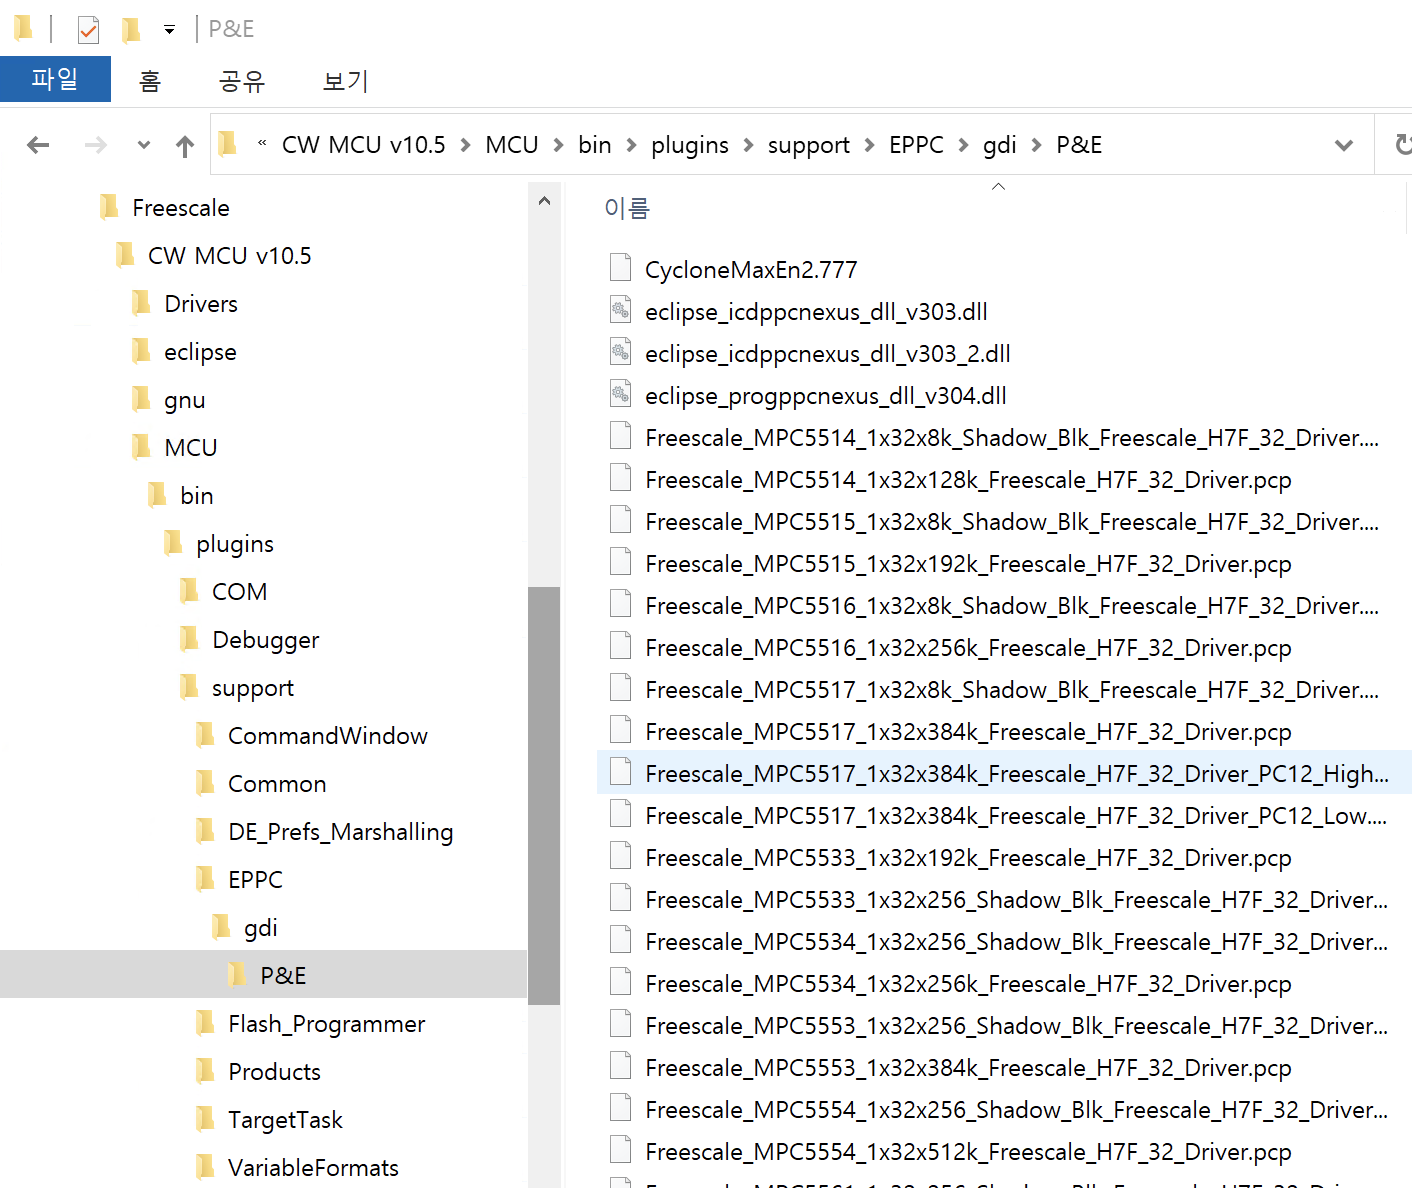 P&E
파일 홈 공유 보기
« CW MCU v10.5 > MCU > bin > plugins > support > EPPC > gdi > P&E
Freescale
CW MCU v10.5
Drivers
eclipse
gnu
MCU
bin
plugins
COM
Debugger
support
CommandWindow
Common
DE_Prefs_Marshalling
EPPC
gdi
P&E
Flash_Programmer
Products
TargetTask
VariableFormats
이름
CycloneMaxEn2.777
eclipse_icdppcnexus_dll_v303.dll
eclipse_icdppcnexus_dll_v303_2.dll
eclipse_progppcnexus_dll_v304.dll
Freescale_MPC5514_1x32x8k_Shadow_Blk_Freescale_H7F_32_Driver....
Freescale_MPC5514_1x32x128k_Freescale_H7F_32_Driver.pcp
Freescale_MPC5515_1x32x8k_Shadow_Blk_Freescale_H7F_32_Driver....
Freescale_MPC5515_1x32x192k_Freescale_H7F_32_Driver.pcp
Freescale_MPC5516_1x32x8k_Shadow_Blk_Freescale_H7F_32_Driver....
Freescale_MPC5516_1x32x256k_Freescale_H7F_32_Driver.pcp
Freescale_MPC5517_1x32x8k_Shadow_Blk_Freescale_H7F_32_Driver....
Freescale_MPC5517_1x32x384k_Freescale_H7F_32_Driver.pcp
Freescale_MPC5517_1x32x384k_Freescale_H7F_32_Driver_PC12_High...
Freescale_MPC5517_1x32x384k_Freescale_H7F_32_Driver_PC12_Low....
Freescale_MPC5533_1x32x192k_Freescale_H7F_32_Driver.pcp
Freescale_MPC5533_1x32x256_Shadow_Blk_Freescale_H7F_32_Driver...
Freescale_MPC5534_1x32x256_Shadow_Blk_Freescale_H7F_32_Driver...
Freescale_MPC5534_1x32x256k_Freescale_H7F_32_Driver.pcp
Freescale_MPC5553_1x32x256_Shadow_Blk_Freescale_H7F_32_Driver...
Freescale_MPC5553_1x32x384k_Freescale_H7F_32_Driver.pcp
Freescale_MPC5554_1x32x256_Shadow_Blk_Freescale_H7F_32_Driver...
Freescale_MPC5554_1x32x512k_Freescale_H7F_32_Driver.pcp